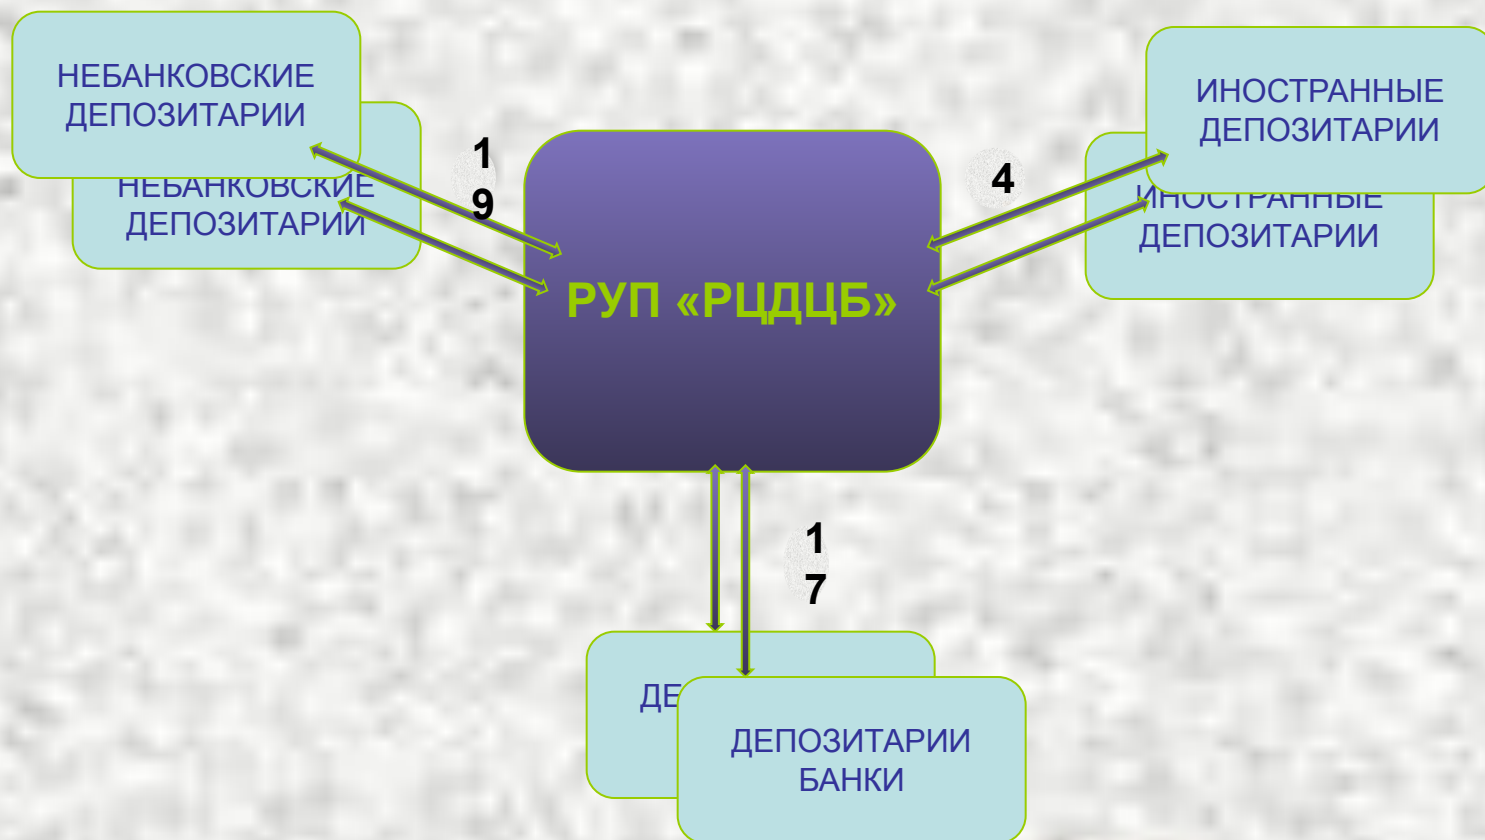 НЕБАНКОВСКИЕ
ДЕПОЗИТАРИИ
НЕБАНКОВСКИЕ
ДЕПОЗИТАРИИ
1
9
РУП «РЦДЦБ»
4
ИНОСТРАННЫЕ
ДЕПОЗИТАРИИ
ИНОСТРАННЫЕ
ДЕПОЗИТАРИИ
1
7
ДЕПОЗИТАРИИ
БАНКИ